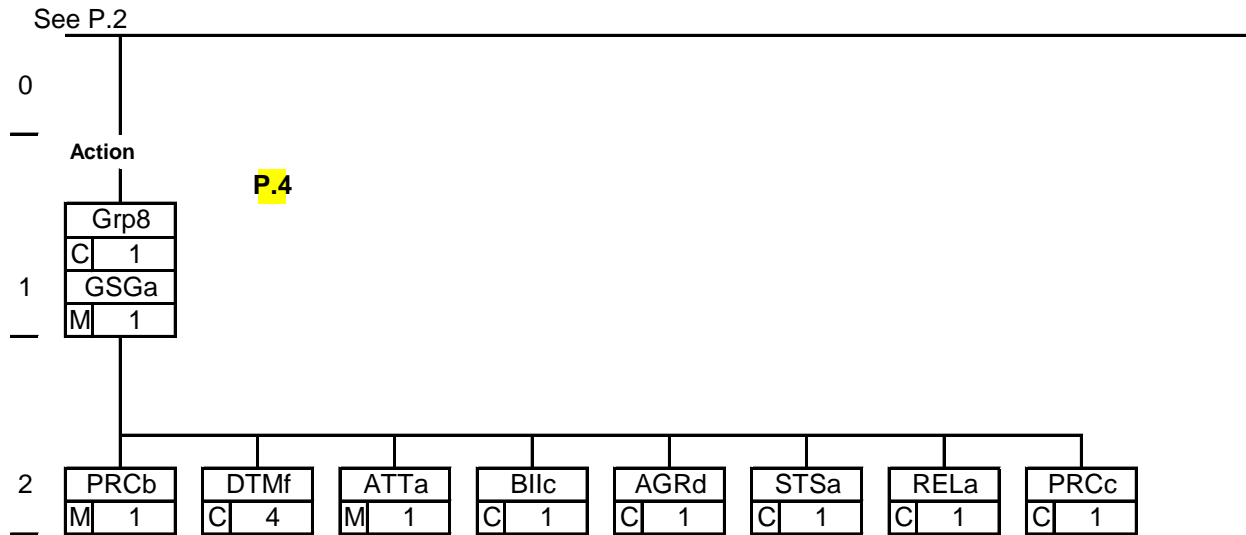 See P.2
0
Action
P.4
Grp8
C 1
1 GSGa
M 1
2 PRCb DTMf ATTa BIIc AGRd STSa RELa PRCc
M 1 C 4 M 1 C 1 C 1 C 1 C 1 C 1